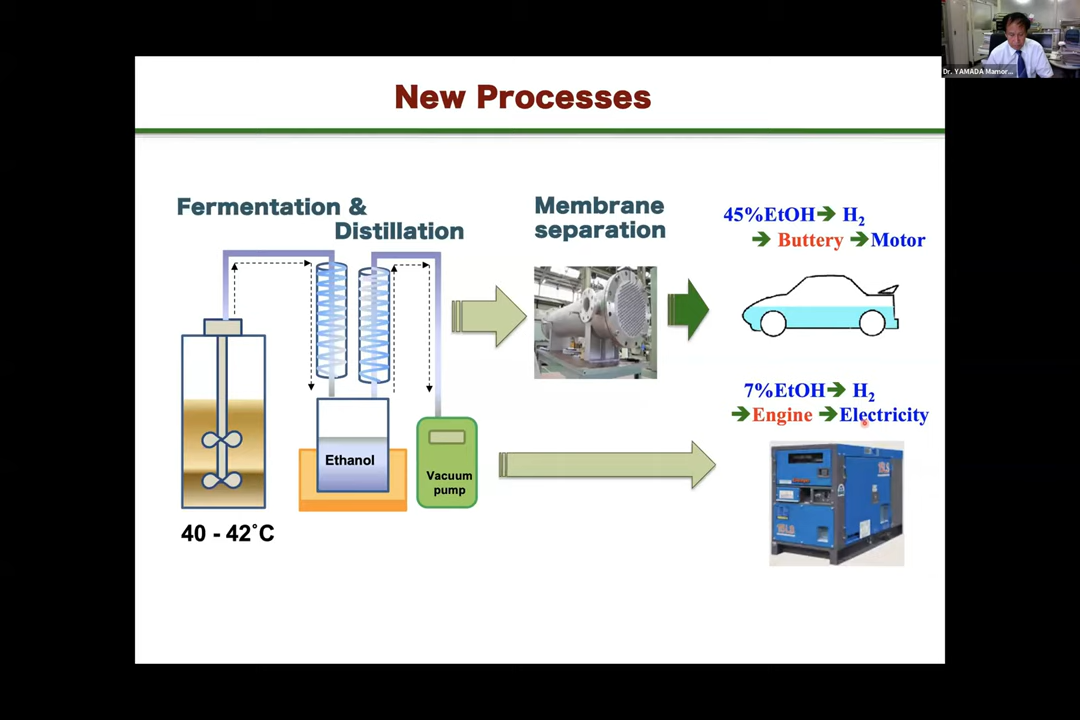 Dr. YAMADA Mamor...
New Processes
Fermentation &
Distillation
Membrane
separation
45%EtOH➔ H₂
➔ Buttery ➔Motor
7%EtOH➔ H₂
➔Engine ➔Electricity
Ethanol
Vacuum
pump
40 - 42˚C